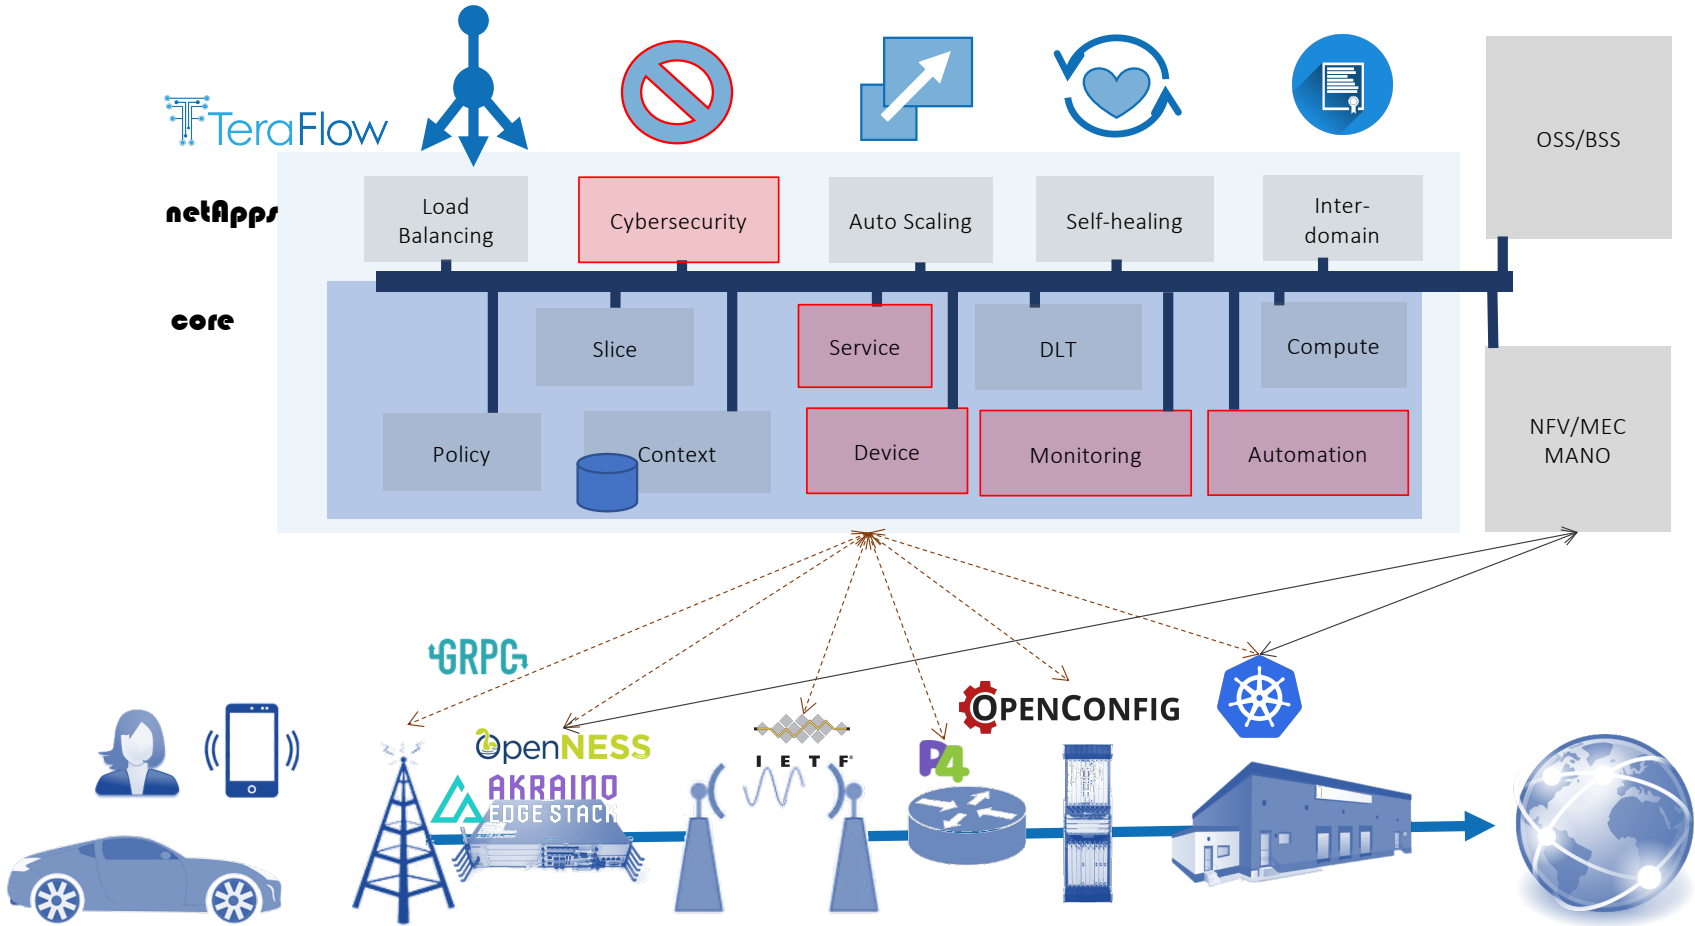 TeraFlow
OSS/BSS
netApps
Load
Balancing
Cybersecurity
Auto Scaling
Self-healing
Inter-
domain
core
Slice
Service
DLT
Compute
Policy
Context
Device
Monitoring
Automation
NFV/MEC
MANO
GRPC
OPENCONFIG
OpenNESS
IETF
P4
AKRAINO
EDGE STACK